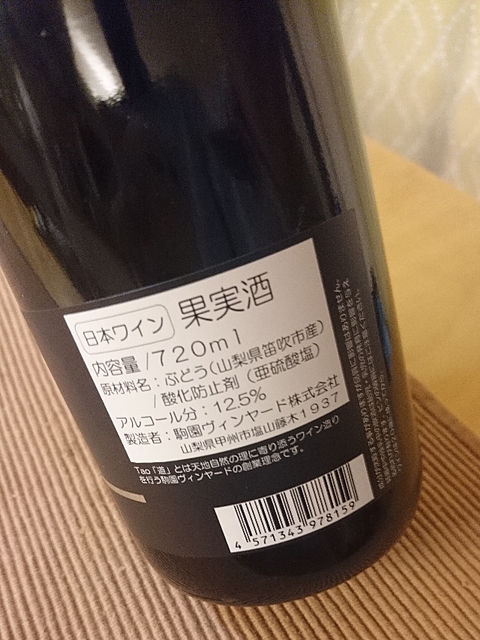 日本ワイン 果実酒
内容量/720ml
原材料名：ぶどう(山梨県笛吹市産)
/酸化防止剤（亜硫酸塩）
アルコール分：12.5%
製造者：駒園ヴィンヤード株式会社
山梨県甲州市塩山藤木1937
Tao「道」とは天地自然の理に寄り添うワイン造り
を行う駒園ヴィンヤードの創業理念です。
4 571343 978159